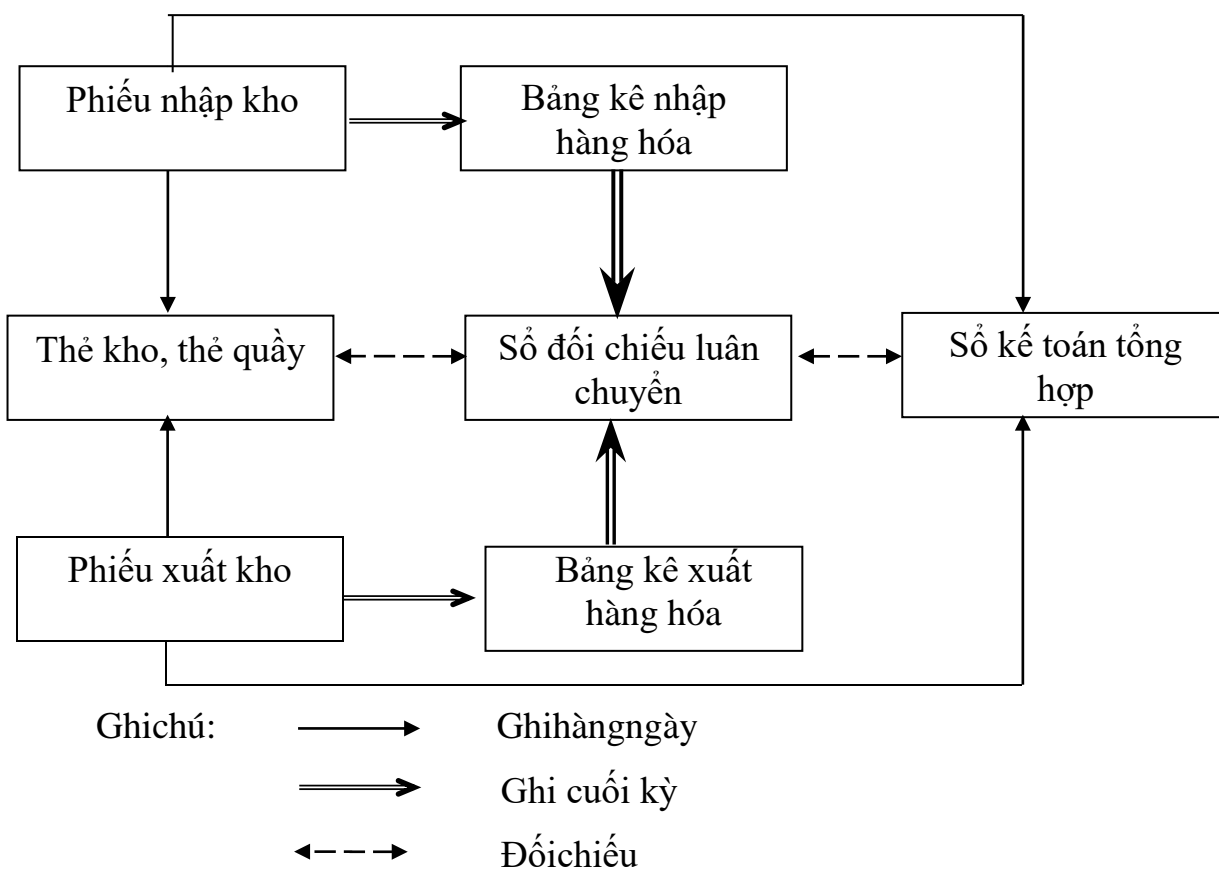 Phiếu nhập kho
Bảng kê nhập
hàng hóa
Thẻ kho, thẻ quầy
Sổ đối chiếu luân
chuyển
Sổ kế toán tổng
hợp
Phiếu xuất kho
Bảng kê xuất
hàng hóa
Ghichú:
Ghihàngngày
Ghi cuối kỳ
Đốichiếu